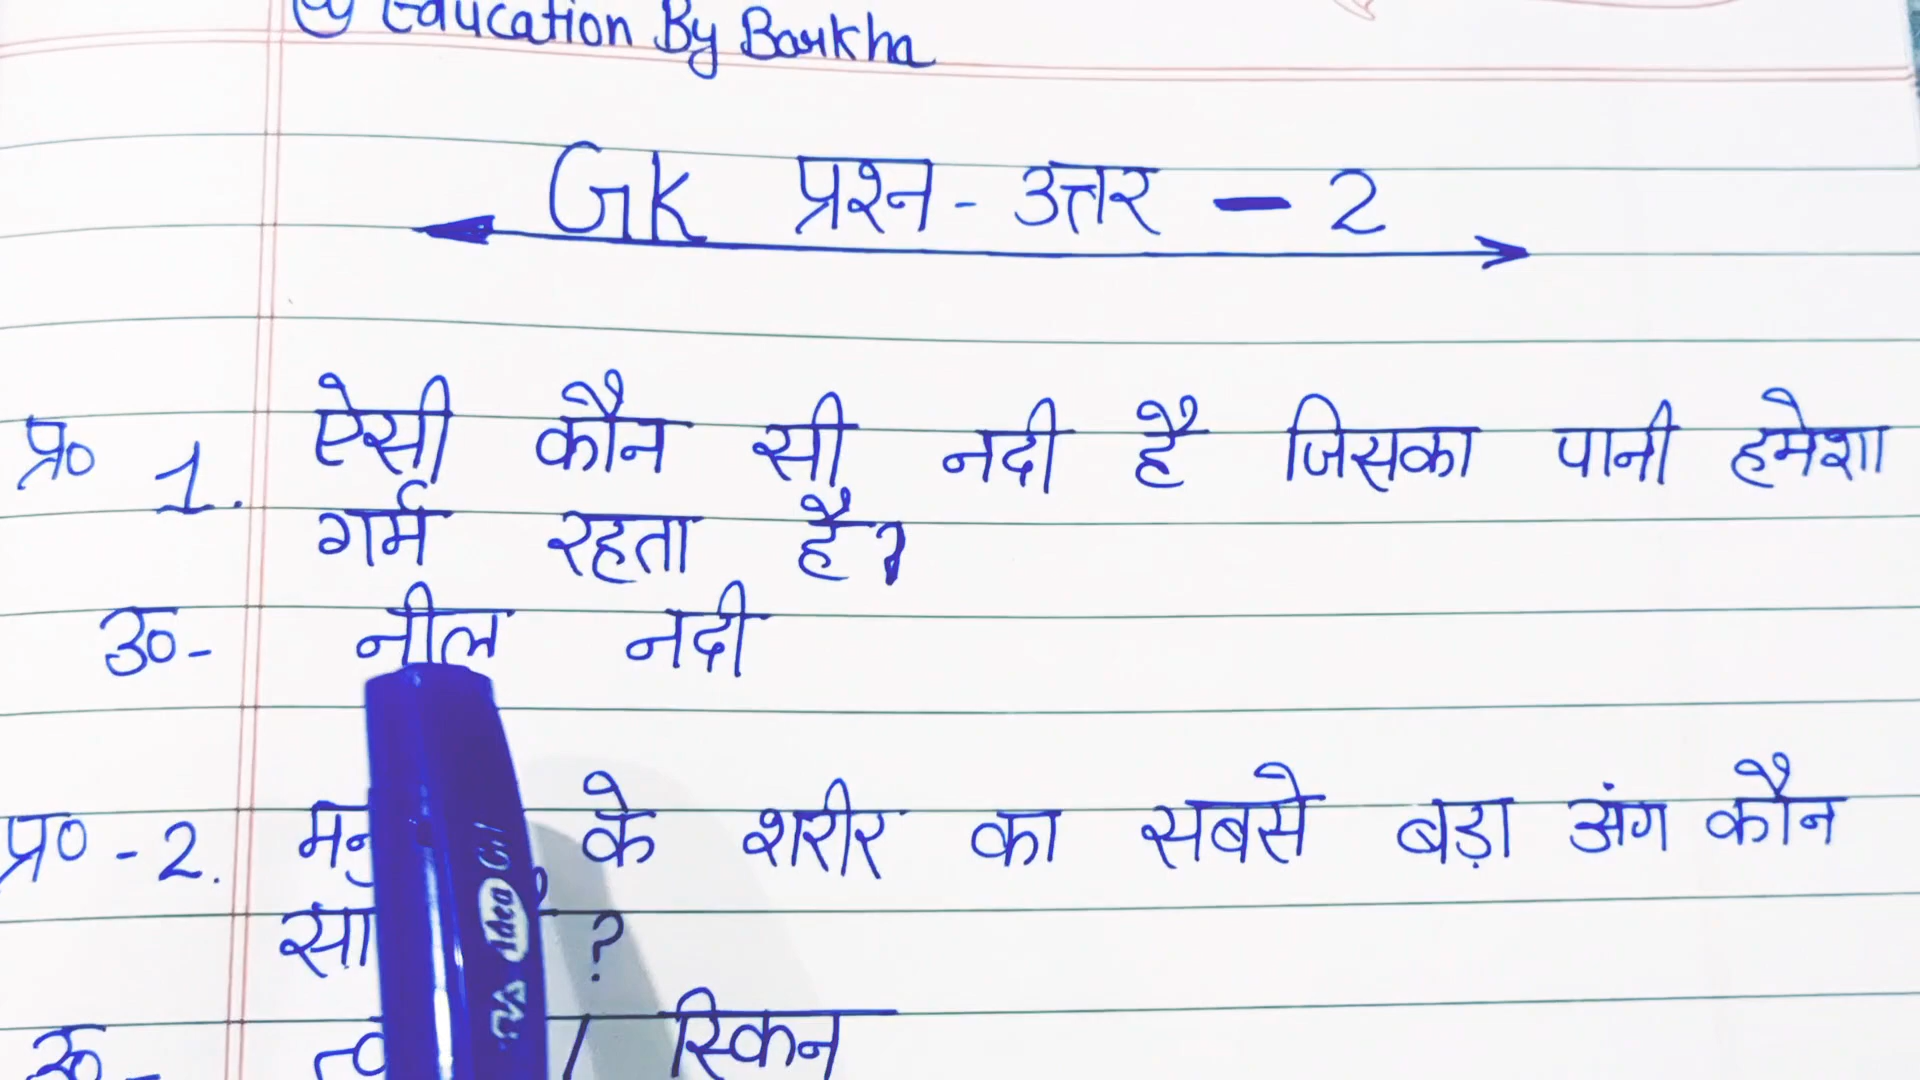 Education By Barkha
GK प्रश्न - उत्तर - 2
प्र० 1. ऐसी कौन सी नदी है जिसका पानी हमेशा
गर्म रहता है?
उ०- नील नदी
प्र० - 2. के शरीर का सबसे बड़ा अंग कौन
सा ?
उ० - / स्किन